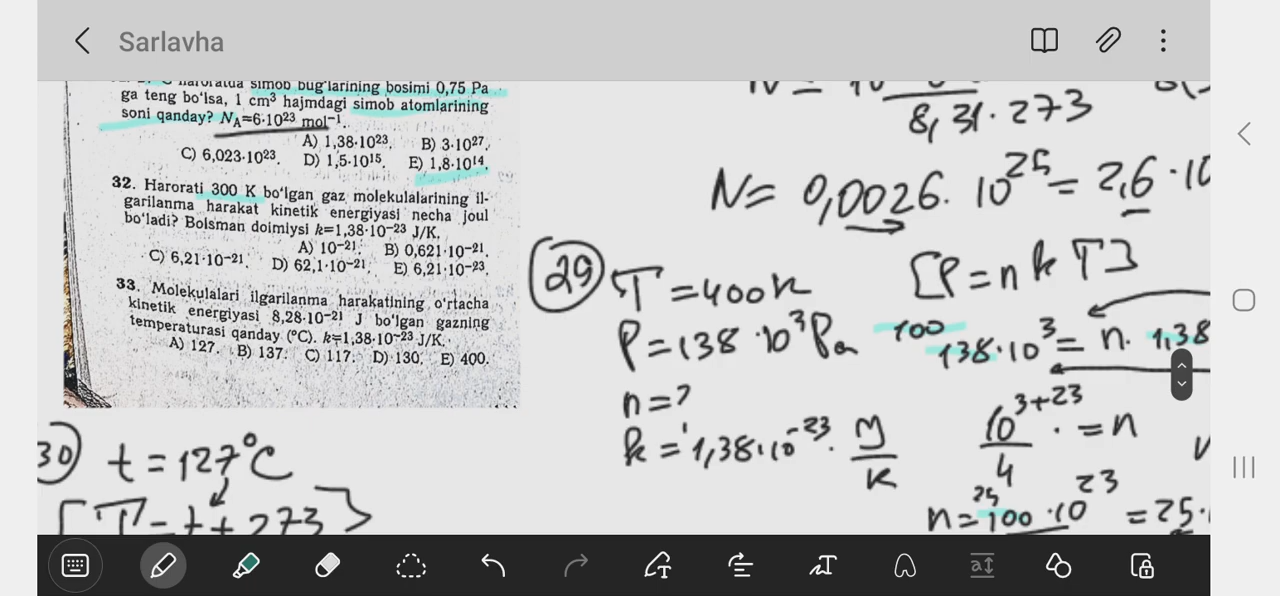 Sarlavha
simob bug'larining bosimi 0,75 Pa
ga teng bo'lsa, 1 cm³ hajmdagi simob atomlarining
soni qanday? N_A=6·10²³ mol⁻¹.
A) 1,38·10²³. B) 3·10²⁷.
C) 6,023·10²³. D) 1,5·10¹⁵. E) 1,8·10¹⁴.
32. Harorati 300 K bo'lgan gaz molekulalarining il-
garilanma harakat kinetik energiyasi necha joul
bo'ladi? Bolsman doimiysi k=1,38·10⁻²³ J/K.
A) 10⁻²¹. B) 0,621·10⁻²¹.
C) 6,21·10⁻²¹. D) 62,1·10⁻²¹. E) 6,21·10⁻²³.
33. Molekulalari ilgarilanma harakatining o'rtacha
kinetik energiyasi 8,28·10⁻²¹ J bo'lgan gazning
temperaturasi qanday (°C). k=1,38·10⁻²³ J/K.
A) 127. B) 137. C) 117. D) 130. E) 400.
30) t=127°C
[T=t+273]
8,31·273
N= 0,0026·10²⁵=2,6·10
29 T=400K [P=nkT]
P=138·10³Pa 100 138·10³= n·1,38
n=?
k=1,38·10⁻²³·
10³⁺²³/4 · =n
n= 25 100·10²³ =25·